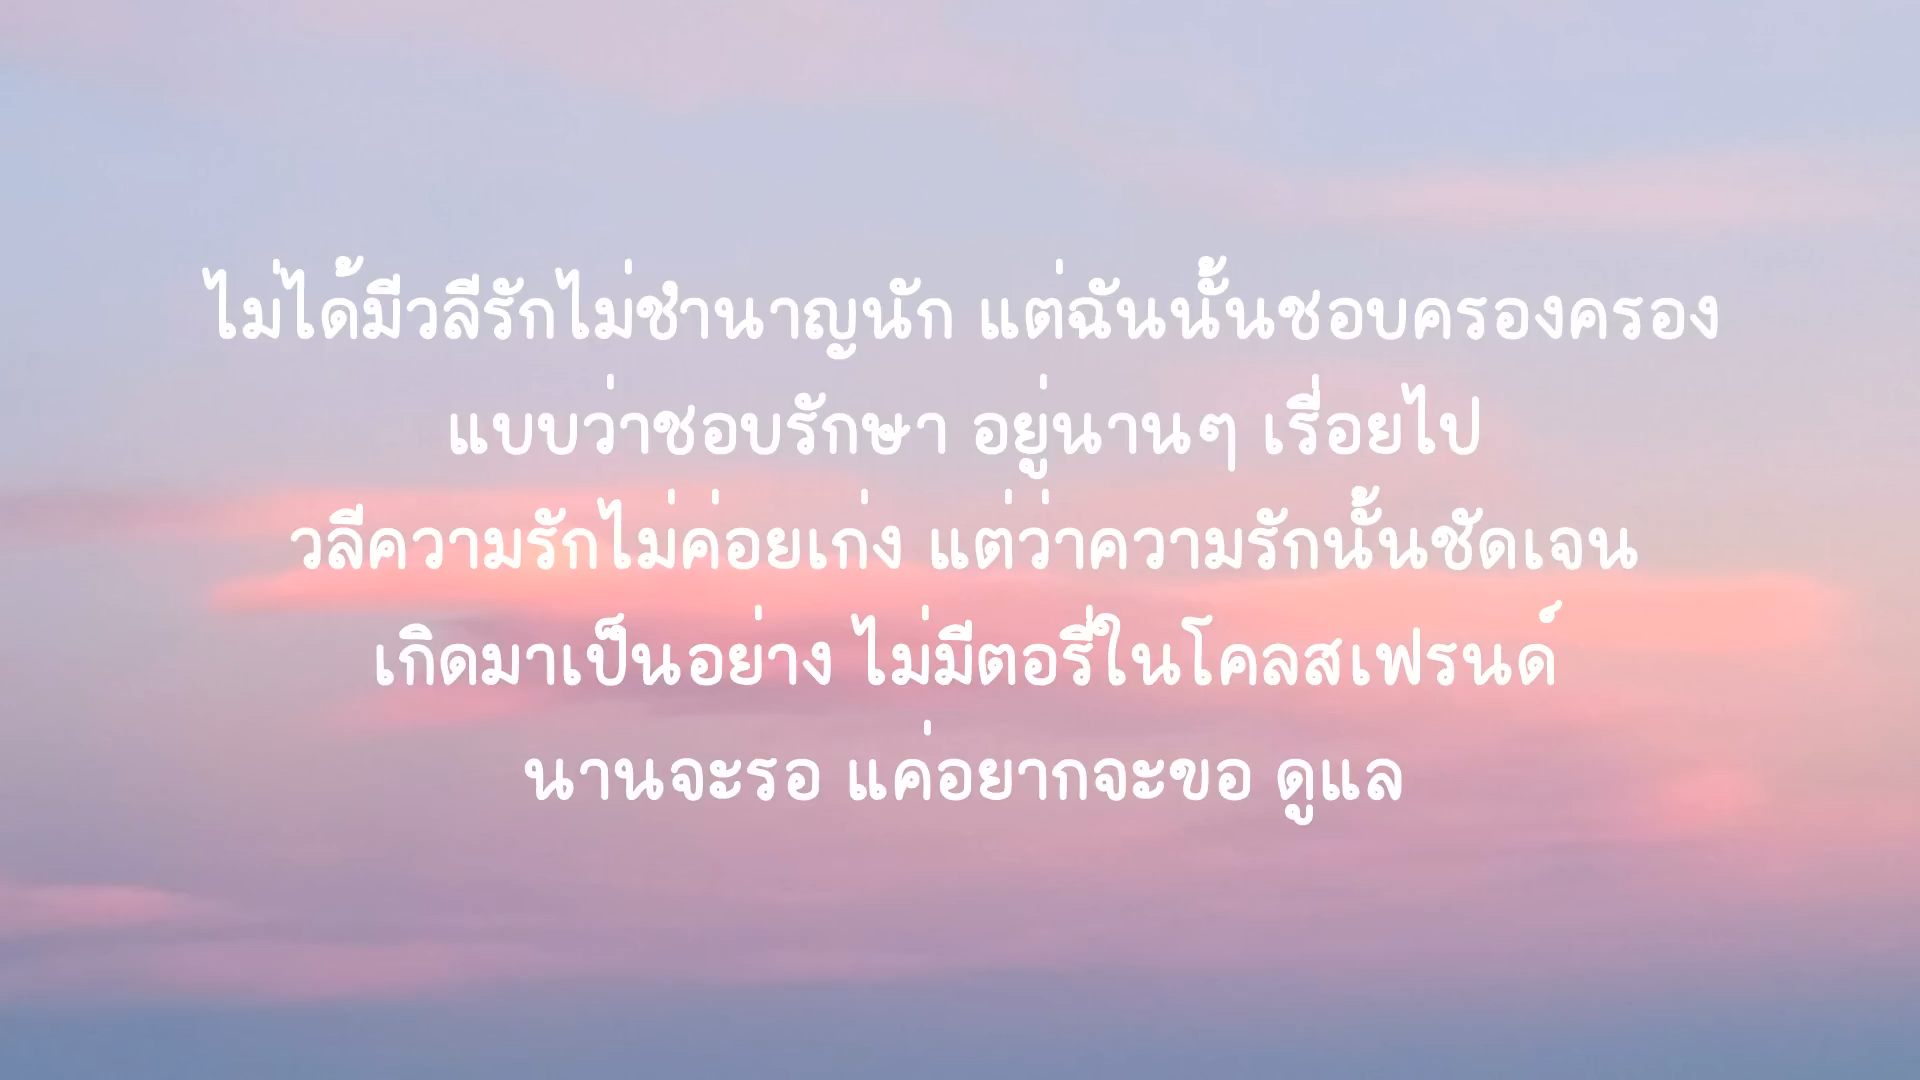 ไม่ได้มีวลีรักไม่ชำนาญนัก แต่ฉันนั้นชอบครองครอง
แบบว่าชอบรักษา อยู่นานๆ เรื่อยไป
วลีความรักไม่ค่อยเก่ง แต่ว่าความรักนั้นชัดเจน
เกิดมาเป็นอย่าง ไม่มีตอรี่ในโคลสเฟรนด์
นานจะรอ แค่อยากจะขอ ดูแล